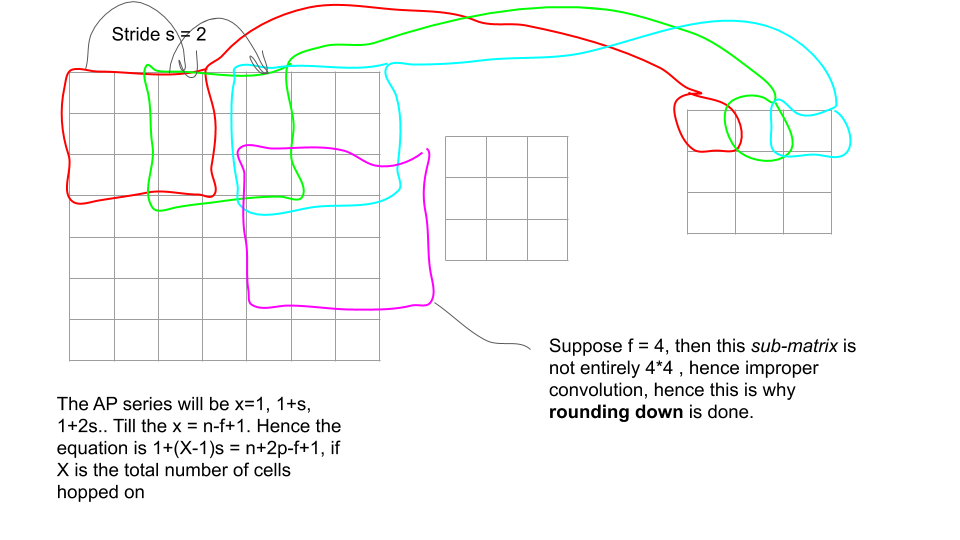 Stride s = 2
Suppose f = 4, then this sub-matrix is
not entirely 4*4 , hence improper
convolution, hence this is why
rounding down is done.
The AP series will be x=1, 1+s,
1+2s.. Till the x = n-f+1. Hence the
equation is 1+(X-1)s = n+2p-f+1, if
X is the total number of cells
hopped on